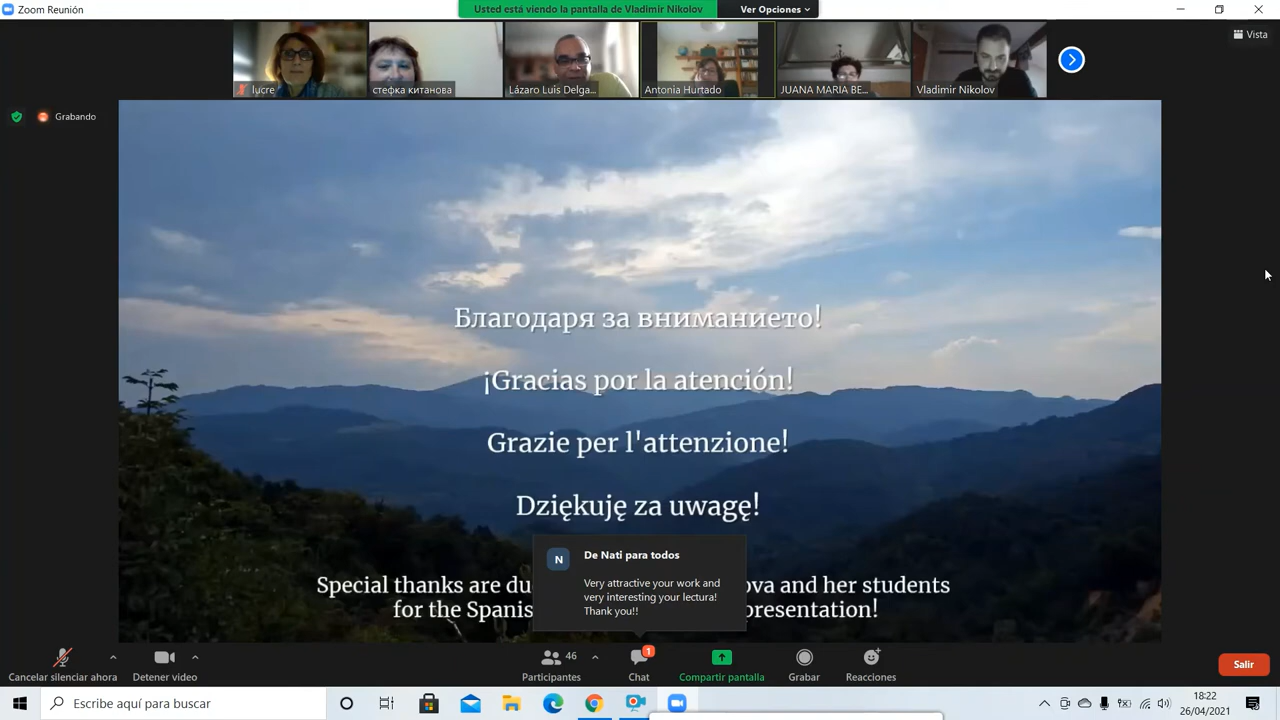 Zoom Reunión
Usted está viendo la pantalla de Vladimir Nikolov
Ver Opciones
Vista
lucre
стефка китанова
Lázaro Luis Delga...
Antonia Hurtado
JUANA MARIA BE...
Vladimir Nikolov
Grabando
Благодаря за вниманието!
¡Gracias por la atención!
Grazie per l'attenzione!
Dziękuję za uwagę!
N
De Nati para todos
Very attractive your work and
very interesting your lectura!
Thank you!!
Special thanks are and her students
for the
Cancelar silenciar ahora
Detener video
46
Participantes
1
Chat
Compartir pantalla
Grabar
Reacciones
Salir
Escribe aquí para buscar
18:22
26/04/2021